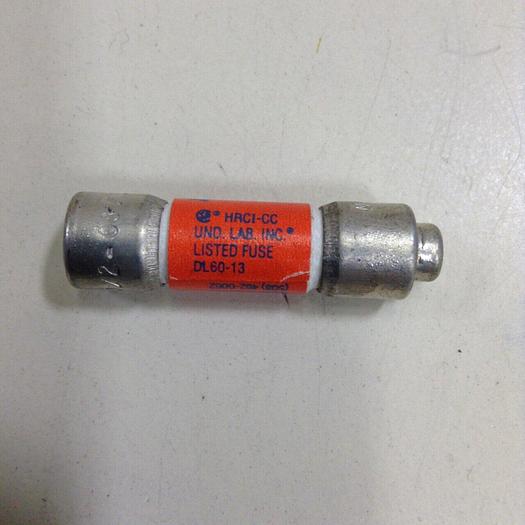 HRCI-CC
UND. LAB. INC.®
LISTED FUSE
DL60-13